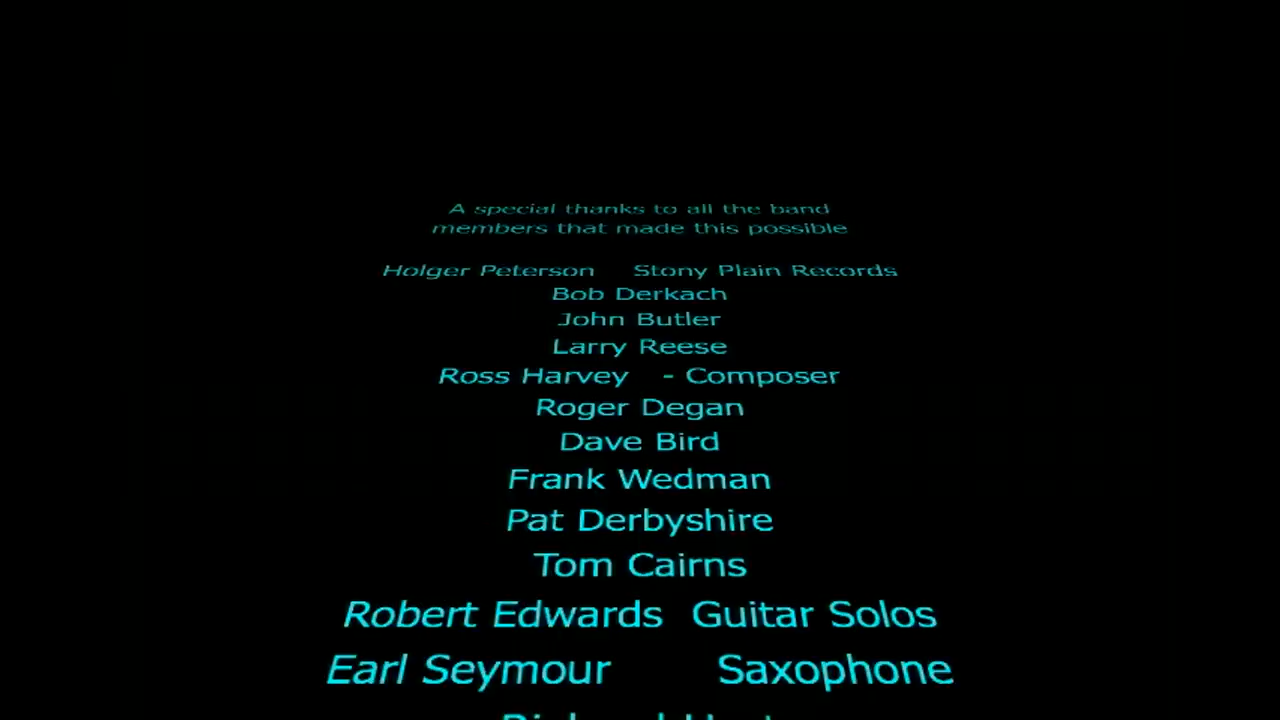 A special thanks to all the band
members that made this possible
Holger Peterson Stony Plain Records
Bob Derkach
John Butler
Larry Reese
Ross Harvey - Composer
Roger Degan
Dave Bird
Frank Wedman
Pat Derbyshire
Tom Cairns
Robert Edwards Guitar Solos
Earl Seymour Saxophone